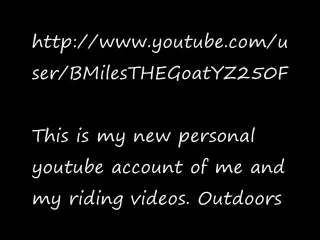 http://www.youtube.com/u
ser/BMilesTHEGoatYZ250F
This is my new personal
youtube account of me and
my riding videos. Outdoors